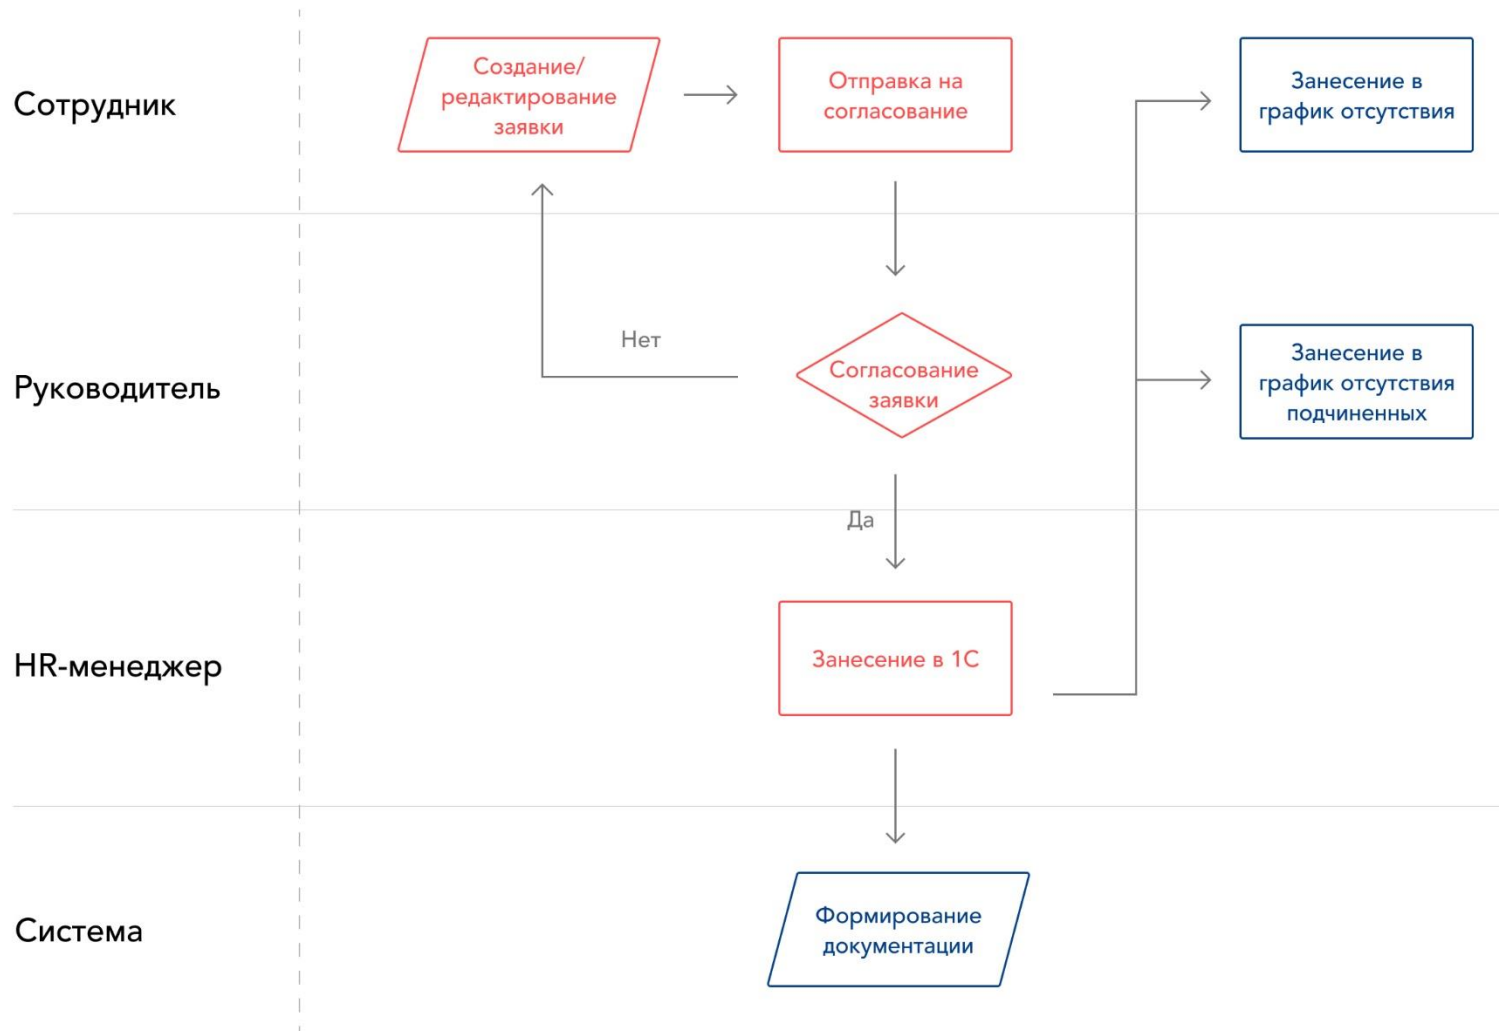 Сотрудник
Создание/
редактирование
заявки
Отправка на
согласование
Занесение в
график отсутствия
Руководитель
Нет
Согласование
заявки
Занесение в
график отсутствия
подчиненных
Да
HR-менеджер
Занесение в 1С
Система
Формирование
документации